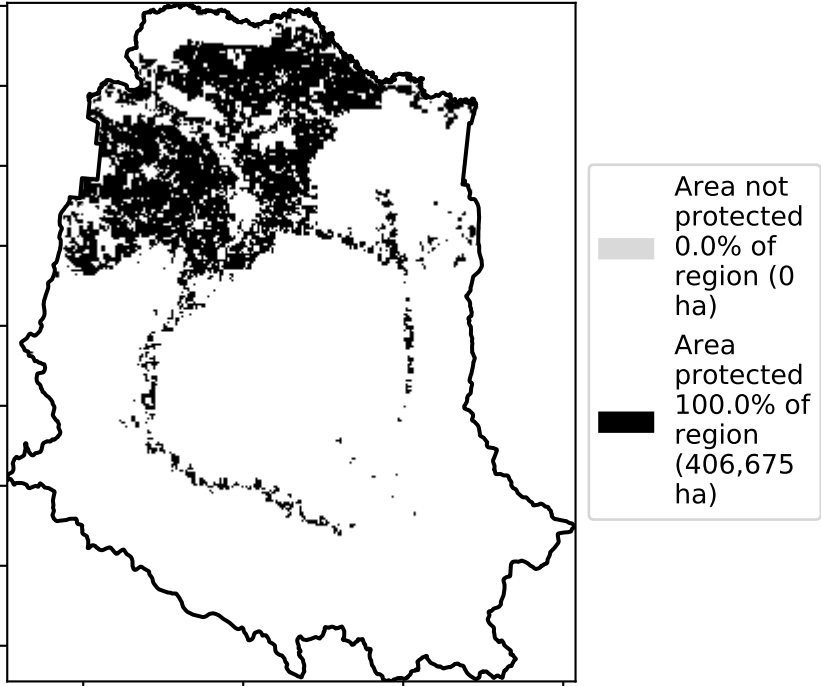 Area not
protected
0.0% of
region (0
ha)
Area
protected
100.0% of
region
(406,675
ha)